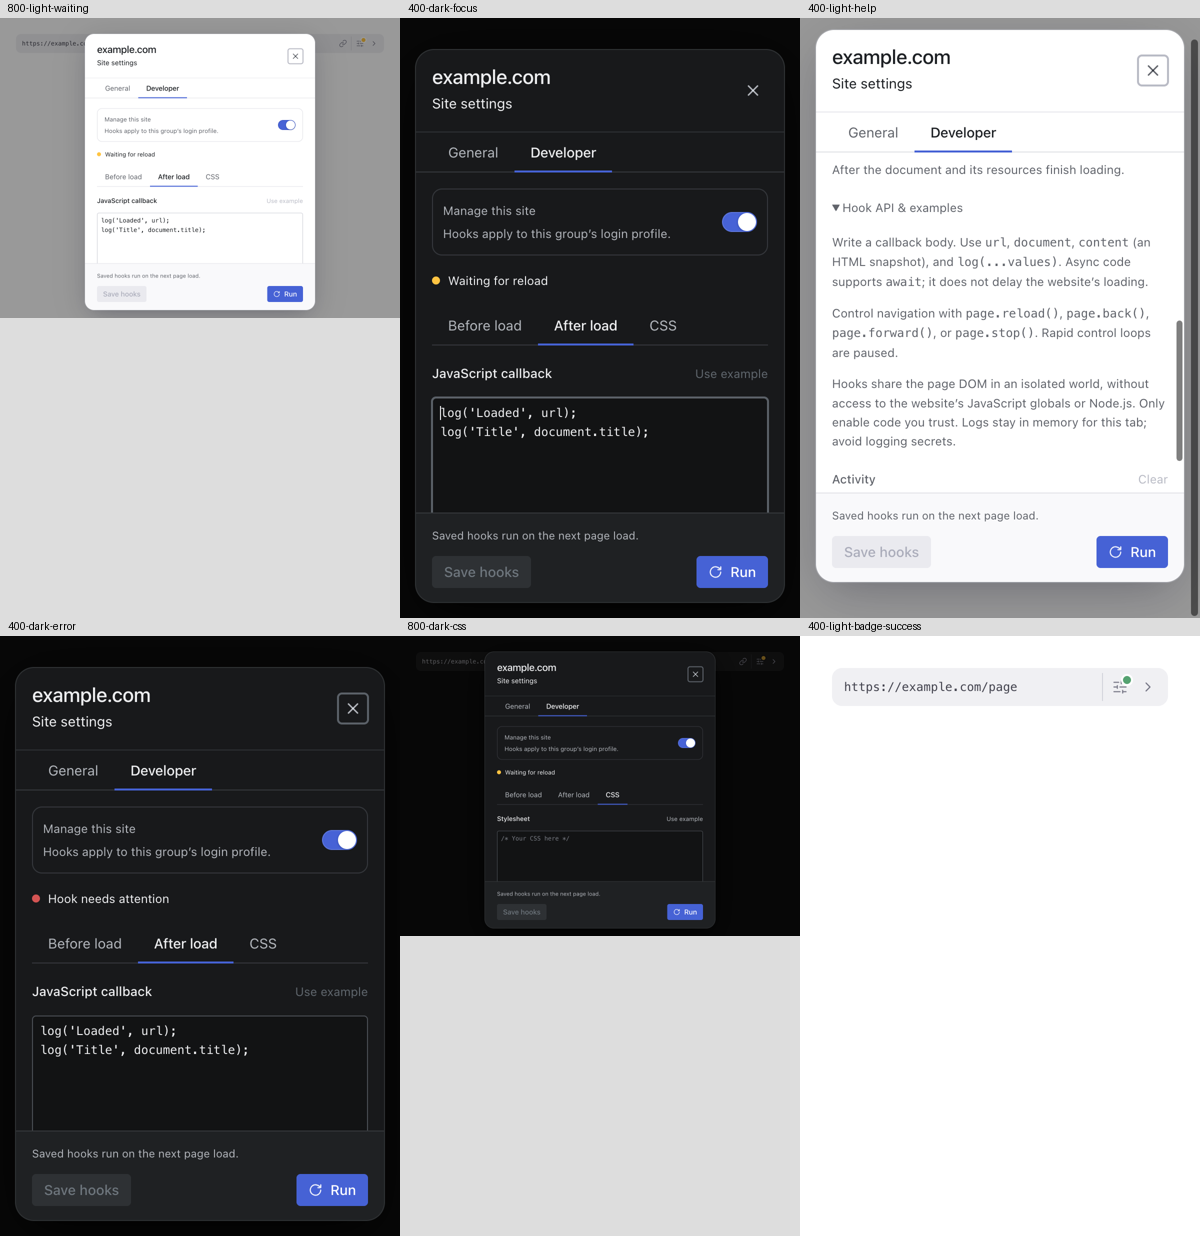 800-light-waiting
https://example.c
example.com
Site settings
General
Developer
Manage this site
Hooks apply to this group's login profile.
Waiting for reload
Before load
After load
CSS
JavaScript callback
Use example
log('Loaded', url);
log('Title', document.title);
Saved hooks run on the next page load.
Save hooks
Run
400-dark-focus
example.com
Site settings
General
Developer
Manage this site
Hooks apply to this group's login profile.
Waiting for reload
Before load
After load
CSS
JavaScript callback
Use example
log('Loaded', url);
log('Title', document.title);
Saved hooks run on the next page load.
Save hooks
Run
400-light-help
example.com
Site settings
General
Developer
After the document and its resources finish loading.
Hook API & examples
Write a callback body. Use url, document, content (an
HTML snapshot), and log(...values). Async code
supports await; it does not delay the website's loading.
Control navigation with page.reload(), page.back(),
page.forward(), or page.stop(). Rapid control loops
are paused.
Hooks share the page DOM in an isolated world, without
access to the website's JavaScript globals or Node.js. Only
enable code you trust. Logs stay in memory for this tab;
avoid logging secrets.
Activity
Clear
Saved hooks run on the next page load.
Save hooks
Run
400-dark-error
example.com
Site settings
General
Developer
Manage this site
Hooks apply to this group's login profile.
Hook needs attention
Before load
After load
CSS
JavaScript callback
Use example
log('Loaded', url);
log('Title', document.title);
Saved hooks run on the next page load.
Save hooks
Run
800-dark-css
https://example.c
example.com
Site settings
General
Developer
Manage this site
Hooks apply to this group's login profile.
Waiting for reload
Before load
After load
CSS
Stylesheet
Use example
/* Your CSS here */
Saved hooks run on the next page load.
Save hooks
Run
400-light-badge-success
https://example.com/page